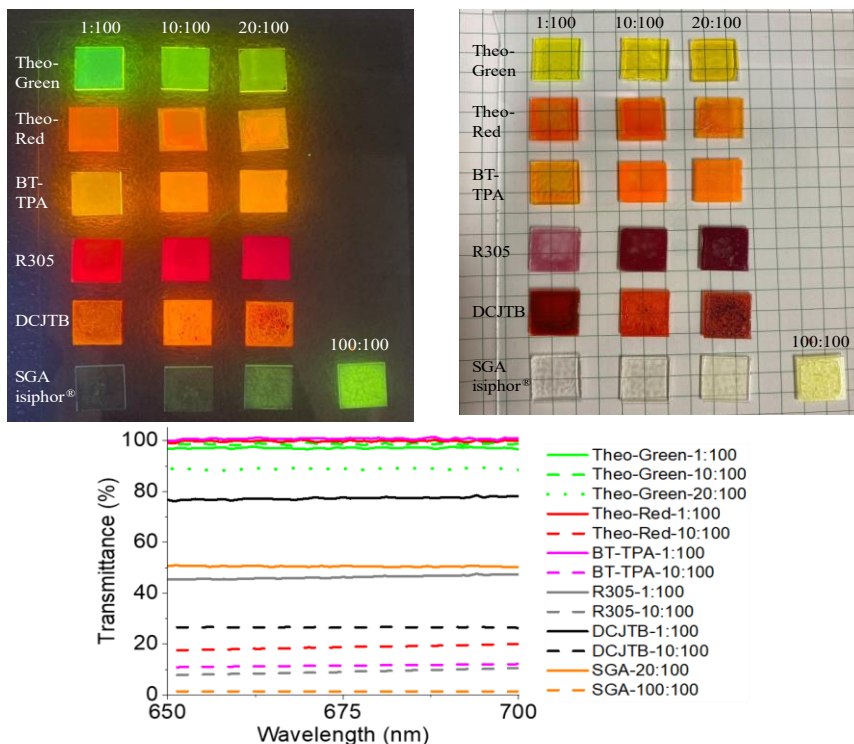 1:100 10:100 20:100
Theo-
Green
Theo-
Red
BT-
TPA
R305
DCJTB
SGA
isiphor®
100:100
1:100 10:100 20:100
Theo-
Green
Theo-
Red
BT-
TPA
R305
DCJTB
SGA
isiphor®
100:100
Transmittance (%)
100
80
60
40
20
0
650 675 700
Wavelength (nm)
Theo-Green-1:100
Theo-Green-10:100
Theo-Green-20:100
Theo-Red-1:100
Theo-Red-10:100
BT-TPA-1:100
BT-TPA-10:100
R305-1:100
R305-10:100
DCJTB-1:100
DCJTB-10:100
SGA-20:100
SGA-100:100